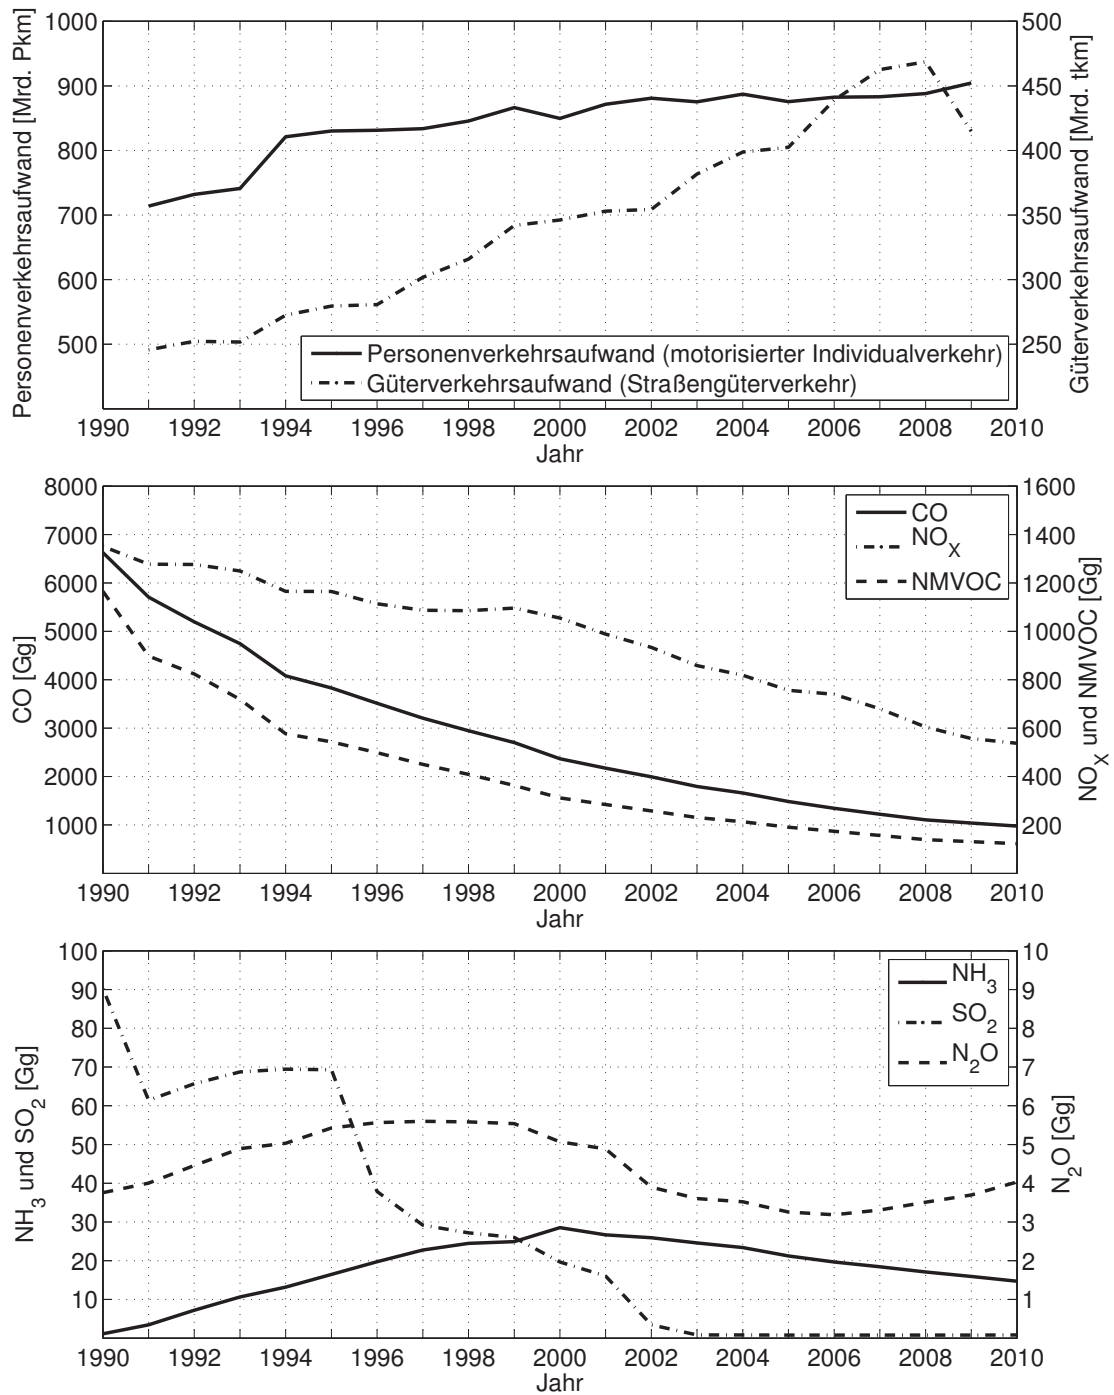 Personenverkehrsaufwand [Mrd. Pkm]
1000
900
800
700
600
500
500
450
400
350
300
250
Güterverkehrsaufwand [Mrd. tkm]
Personenverkehrsaufwand (motorisierter Individualverkehr)
Güterverkehrsaufwand (Straßengüterverkehr)
1990 1992 1994 1996 1998 2000 2002 2004 2006 2008 2010
Jahr
CO [Gg]
8000
7000
6000
5000
4000
3000
2000
1000
1600
1400
1200
1000
800
600
400
200
NOX und NMVOC [Gg]
CO
NOX
NMVOC
1990 1992 1994 1996 1998 2000 2002 2004 2006 2008 2010
Jahr
NH3 und SO2 [Gg]
100
90
80
70
60
50
40
30
20
10
10
9
8
7
6
5
4
3
2
1
N2O [Gg]
NH3
SO2
N2O
1990 1992 1994 1996 1998 2000 2002 2004 2006 2008 2010
Jahr